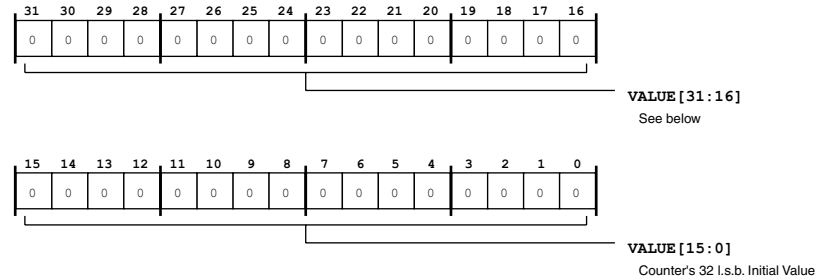 31 30 29 28 27 26 25 24 23 22 21 20 19 18 17 16
0 0 0 0 0 0 0 0 0 0 0 0 0 0 0 0
VALUE[31:16]
See below
15 14 13 12 11 10 9 8 7 6 5 4 3 2 1 0
0 0 0 0 0 0 0 0 0 0 0 0 0 0 0 0
VALUE[15:0]
Counter's 32 l.s.b. Initial Value